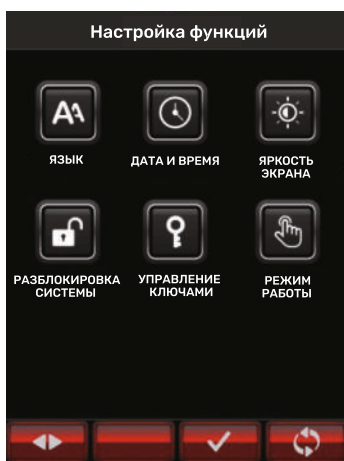 Настройка функций
ЯЗЫК
ДАТА И ВРЕМЯ
ЯРКОСТЬ
ЭКРАНА
РАЗБЛОКИРОВКА
СИСТЕМЫ
УПРАВЛЕНИЕ
КЛЮЧАМИ
РЕЖИМ
РАБОТЫ